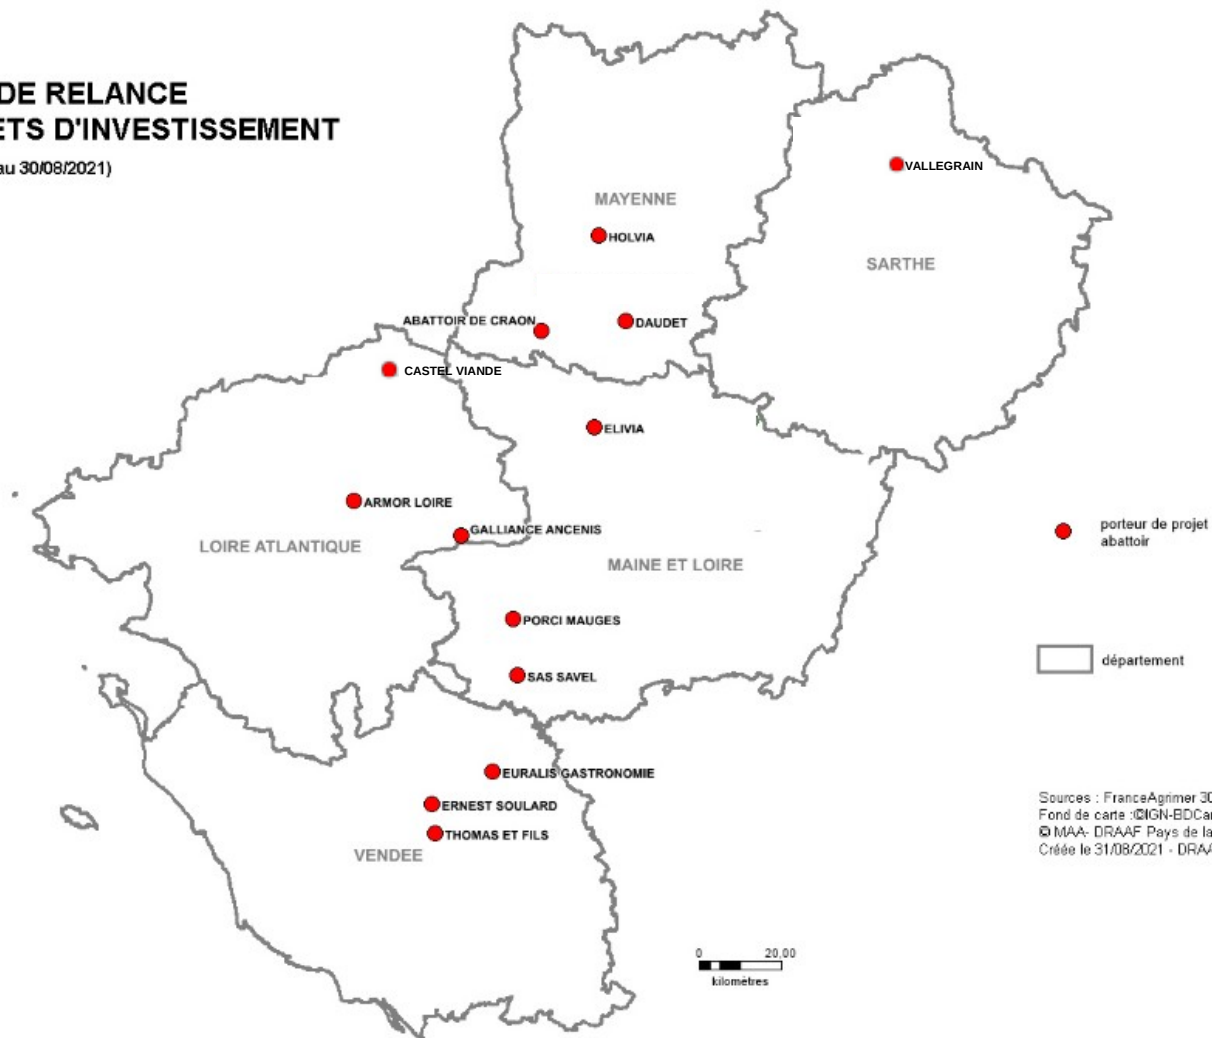 DE RELANCE
ETS D'INVESTISSEMENT
au 30/08/2021)
VALLEGRAIN
MAYENNE
HOLVIA
SARTHE
ABATTOIR DE CRAON
DAUDET
CASTEL VIANDE
ELIVIA
ARMOR LOIRE
GALLIANCE ANCENIS
LOIRE ATLANTIQUE
MAINE ET LOIRE
porteur de projet
abattoir
PORCI MAUGES
SAS SAVEL
département
EURALIS GASTRONOMIE
ERNEST SOULARD
THOMAS ET FILS
VENDEE
Sources : FranceAgrimer 30
Fond de carte :©IGN-BDCar
© MAA- DRAAF Pays de la
Créée le 31/08/2021 - DRAA
0 20,00
kilomètres